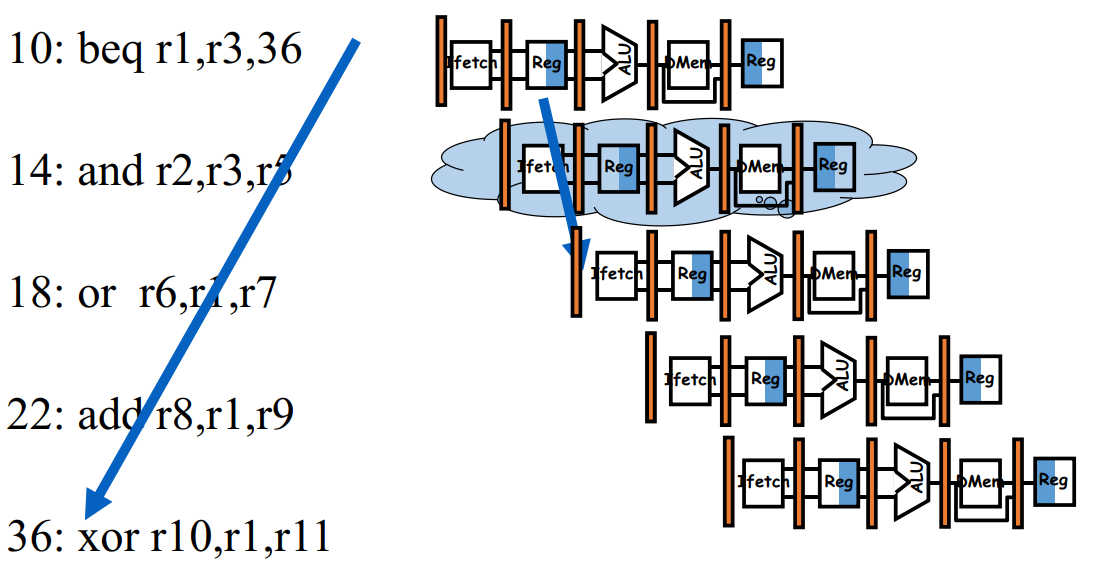 10: beq r1,r3,36
Ifetch Reg ALU DMem Reg
14: and r2,r3,r5
Ifetch Reg ALU DMem Reg
18: or r6,r1,r7
Ifetch Reg ALU DMem Reg
22: add r8,r1,r9
Ifetch Reg ALU DMem Reg
36: xor r10,r1,r11
Ifetch Reg ALU DMem Reg